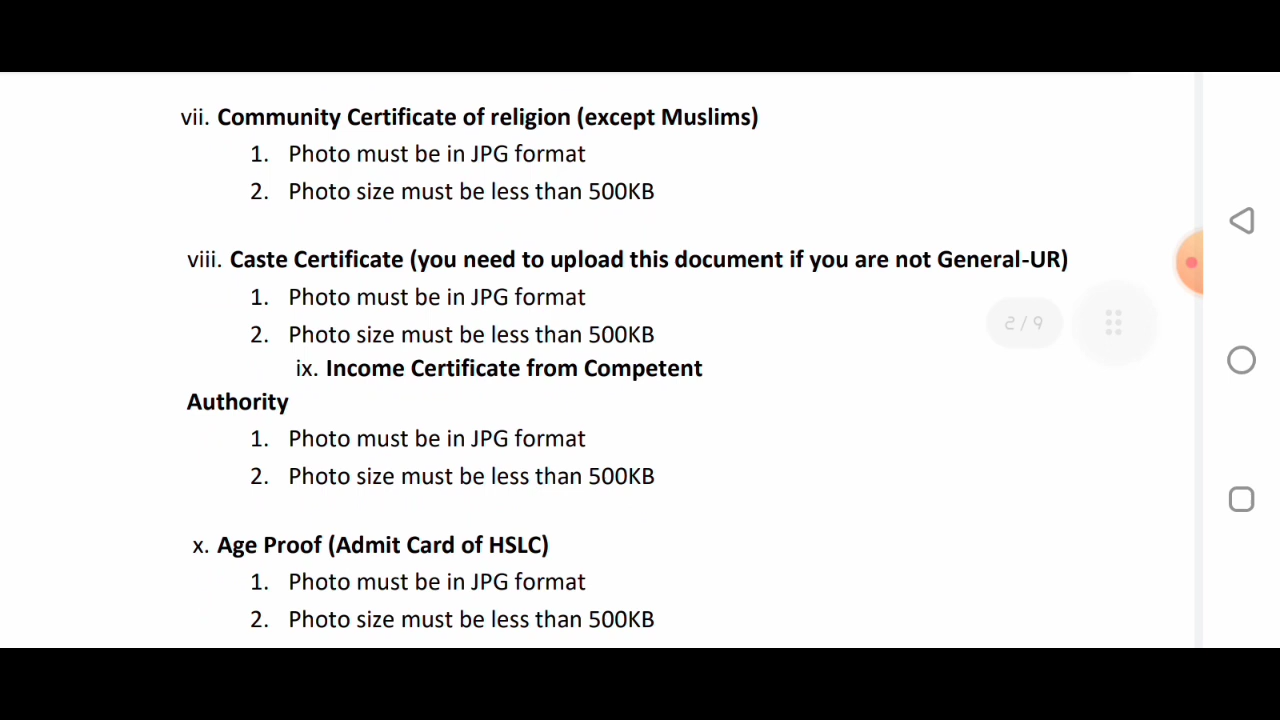 vii. Community Certificate of religion (except Muslims)
1. Photo must be in JPG format
2. Photo size must be less than 500KB
viii. Caste Certificate (you need to upload this document if you are not General-UR)
1. Photo must be in JPG format
2. Photo size must be less than 500KB
2/9
ix. Income Certificate from Competent
Authority
1. Photo must be in JPG format
2. Photo size must be less than 500KB
x. Age Proof (Admit Card of HSLC)
1. Photo must be in JPG format
2. Photo size must be less than 500KB